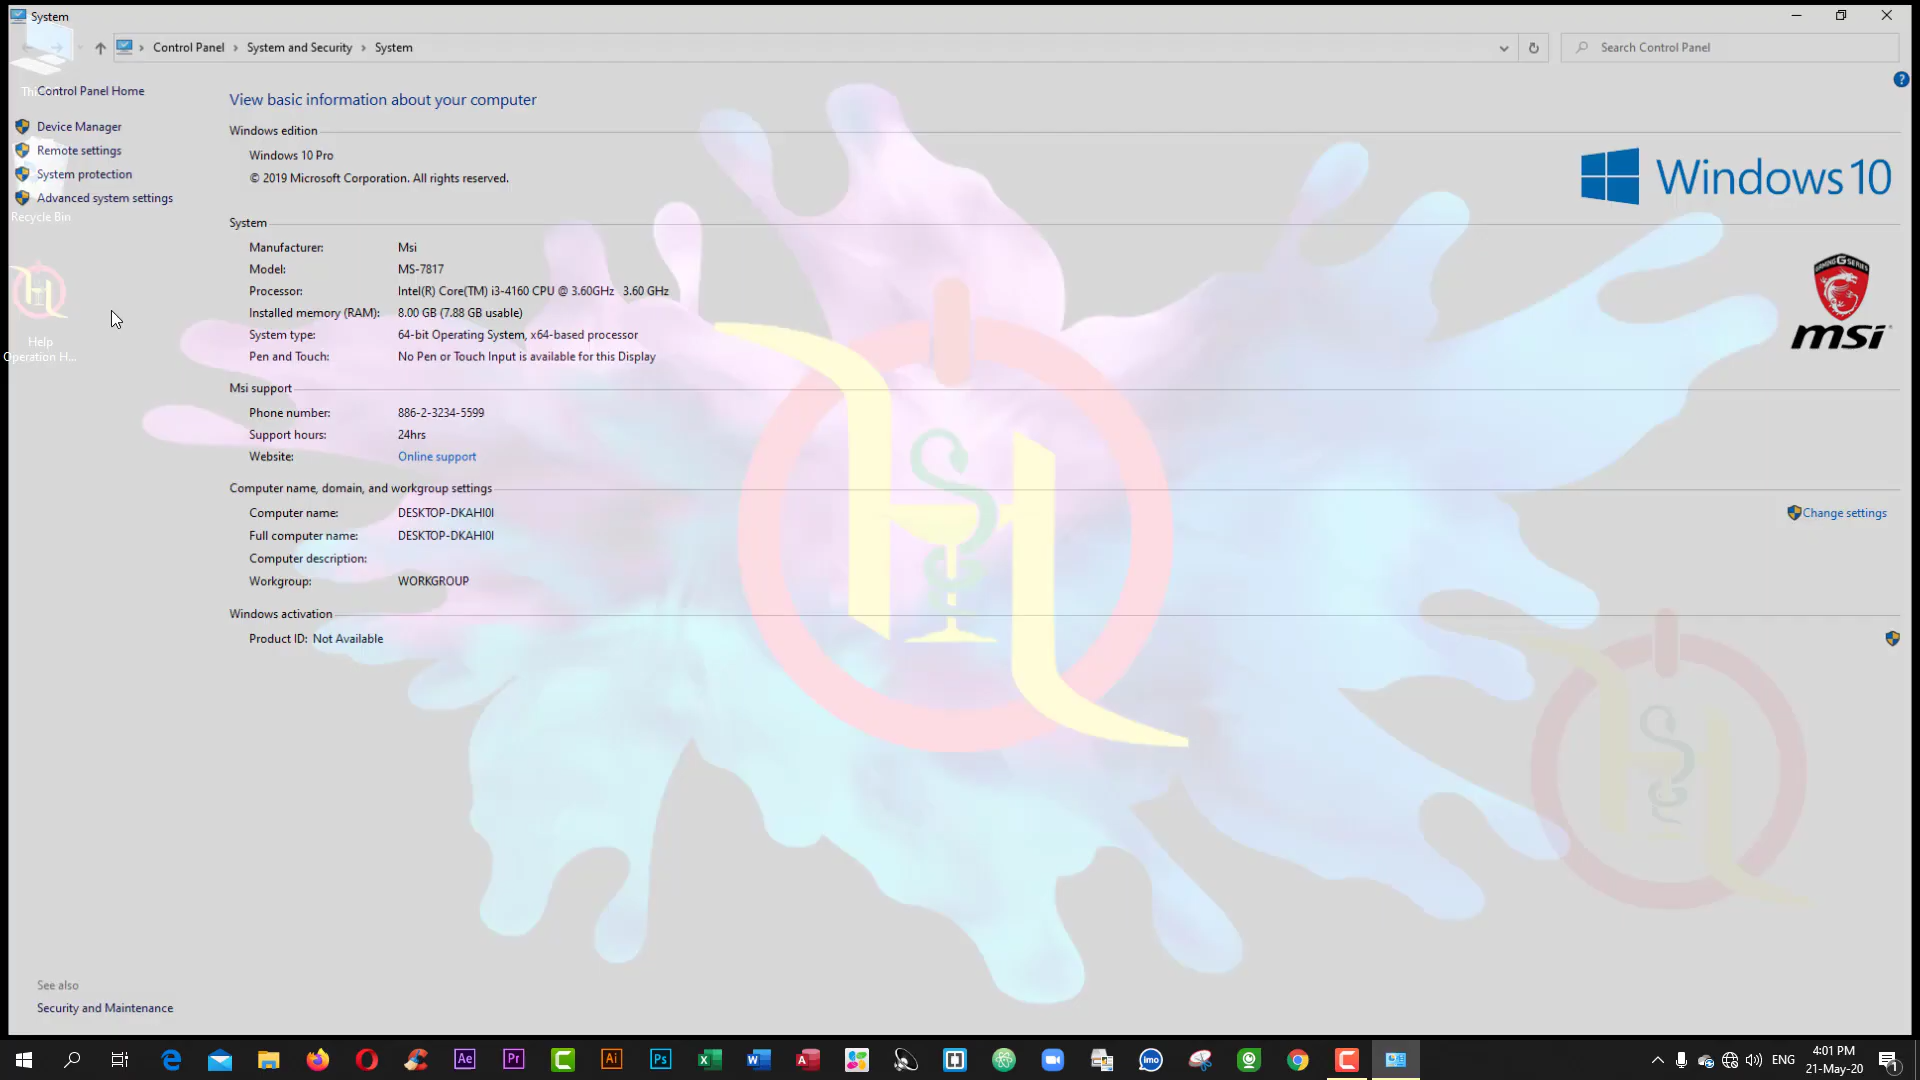 System
Control Panel
System and Security
System
Search Control Panel
Control Panel Home
Device Manager
Remote settings
System protection
Advanced system settings
Recycle Bin
Help
Operation H...
View basic information about your computer
Windows edition
Windows 10 Pro
© 2019 Microsoft Corporation. All rights reserved.
Windows 10
System
Manufacturer: Msi
Model: MS-7817
Processor: Intel(R) Core(TM) i3-4160 CPU @ 3.60GHz 3.60 GHz
Installed memory (RAM): 8.00 GB (7.88 GB usable)
System type: 64-bit Operating System, x64-based processor
Pen and Touch: No Pen or Touch Input is available for this Display
GAMING G SERIES
msi
Msi support
Phone number: 886-2-3234-5599
Support hours: 24hrs
Website: Online support
Computer name, domain, and workgroup settings
Computer name: DESKTOP-DKAHI0I
Full computer name: DESKTOP-DKAHI0I
Computer description:
Workgroup: WORKGROUP
Change settings
Windows activation
Product ID: Not Available
See also
Security and Maintenance
Ae
Pr
Ai
Ps
imo
ENG
4:01 PM
21-May-20
1